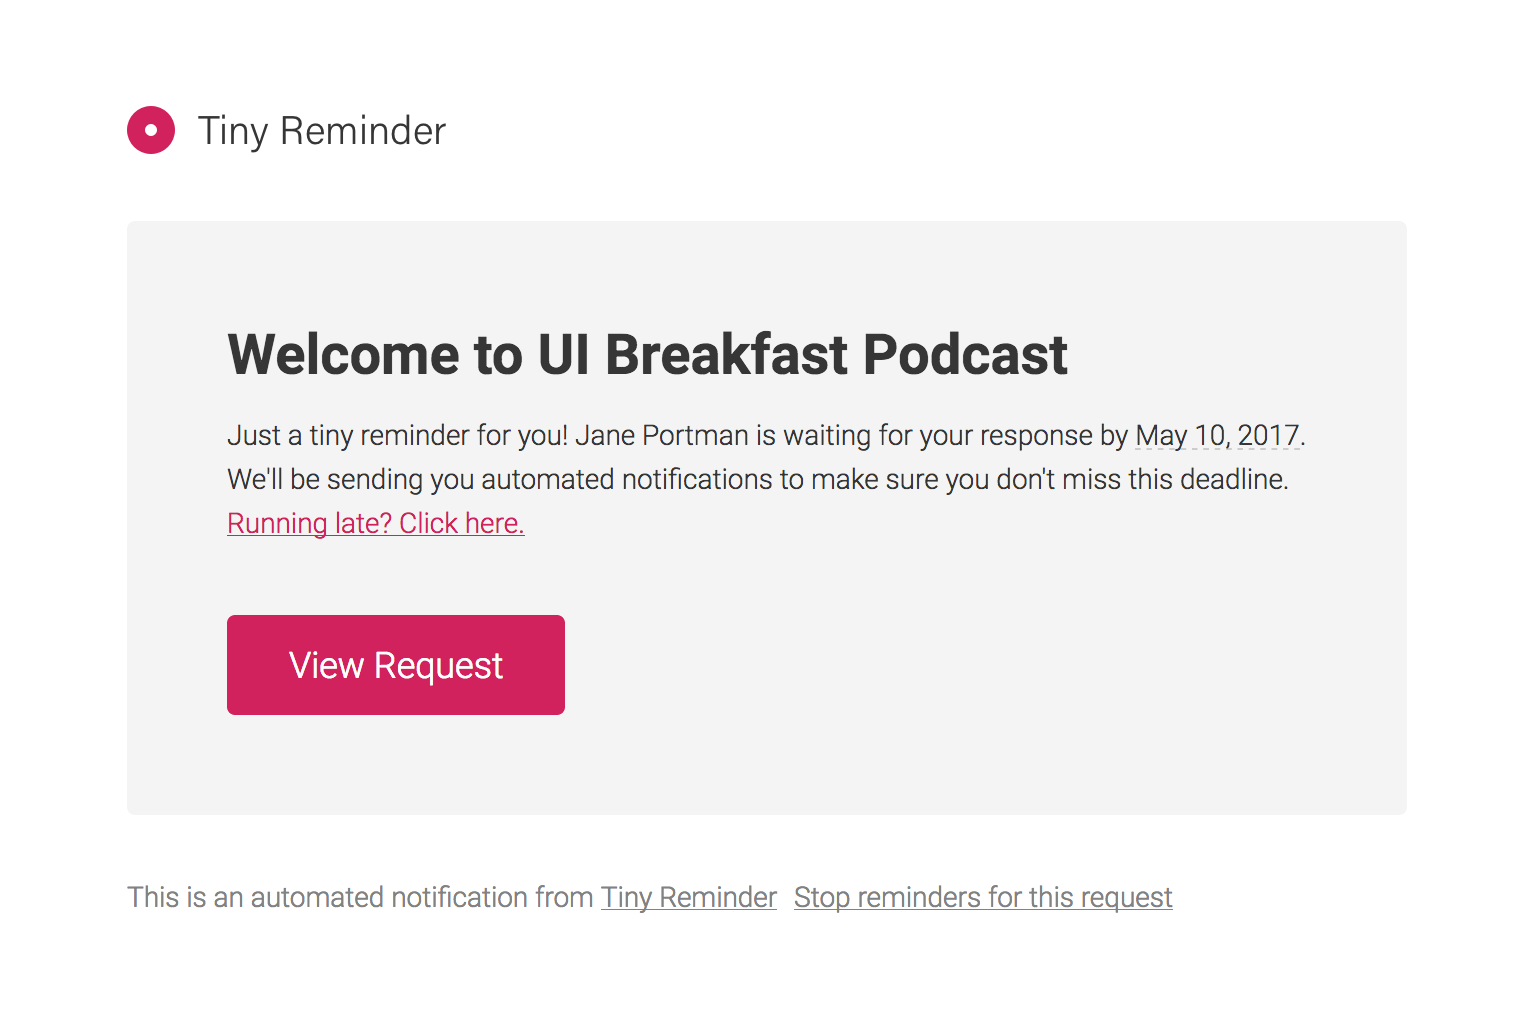 Tiny Reminder
Welcome to UI Breakfast Podcast
Just a tiny reminder for you! Jane Portman is waiting for your response by May 10, 2017.
We'll be sending you automated notifications to make sure you don't miss this deadline.
Running late? Click here.
View Request
This is an automated notification from Tiny Reminder Stop reminders for this request